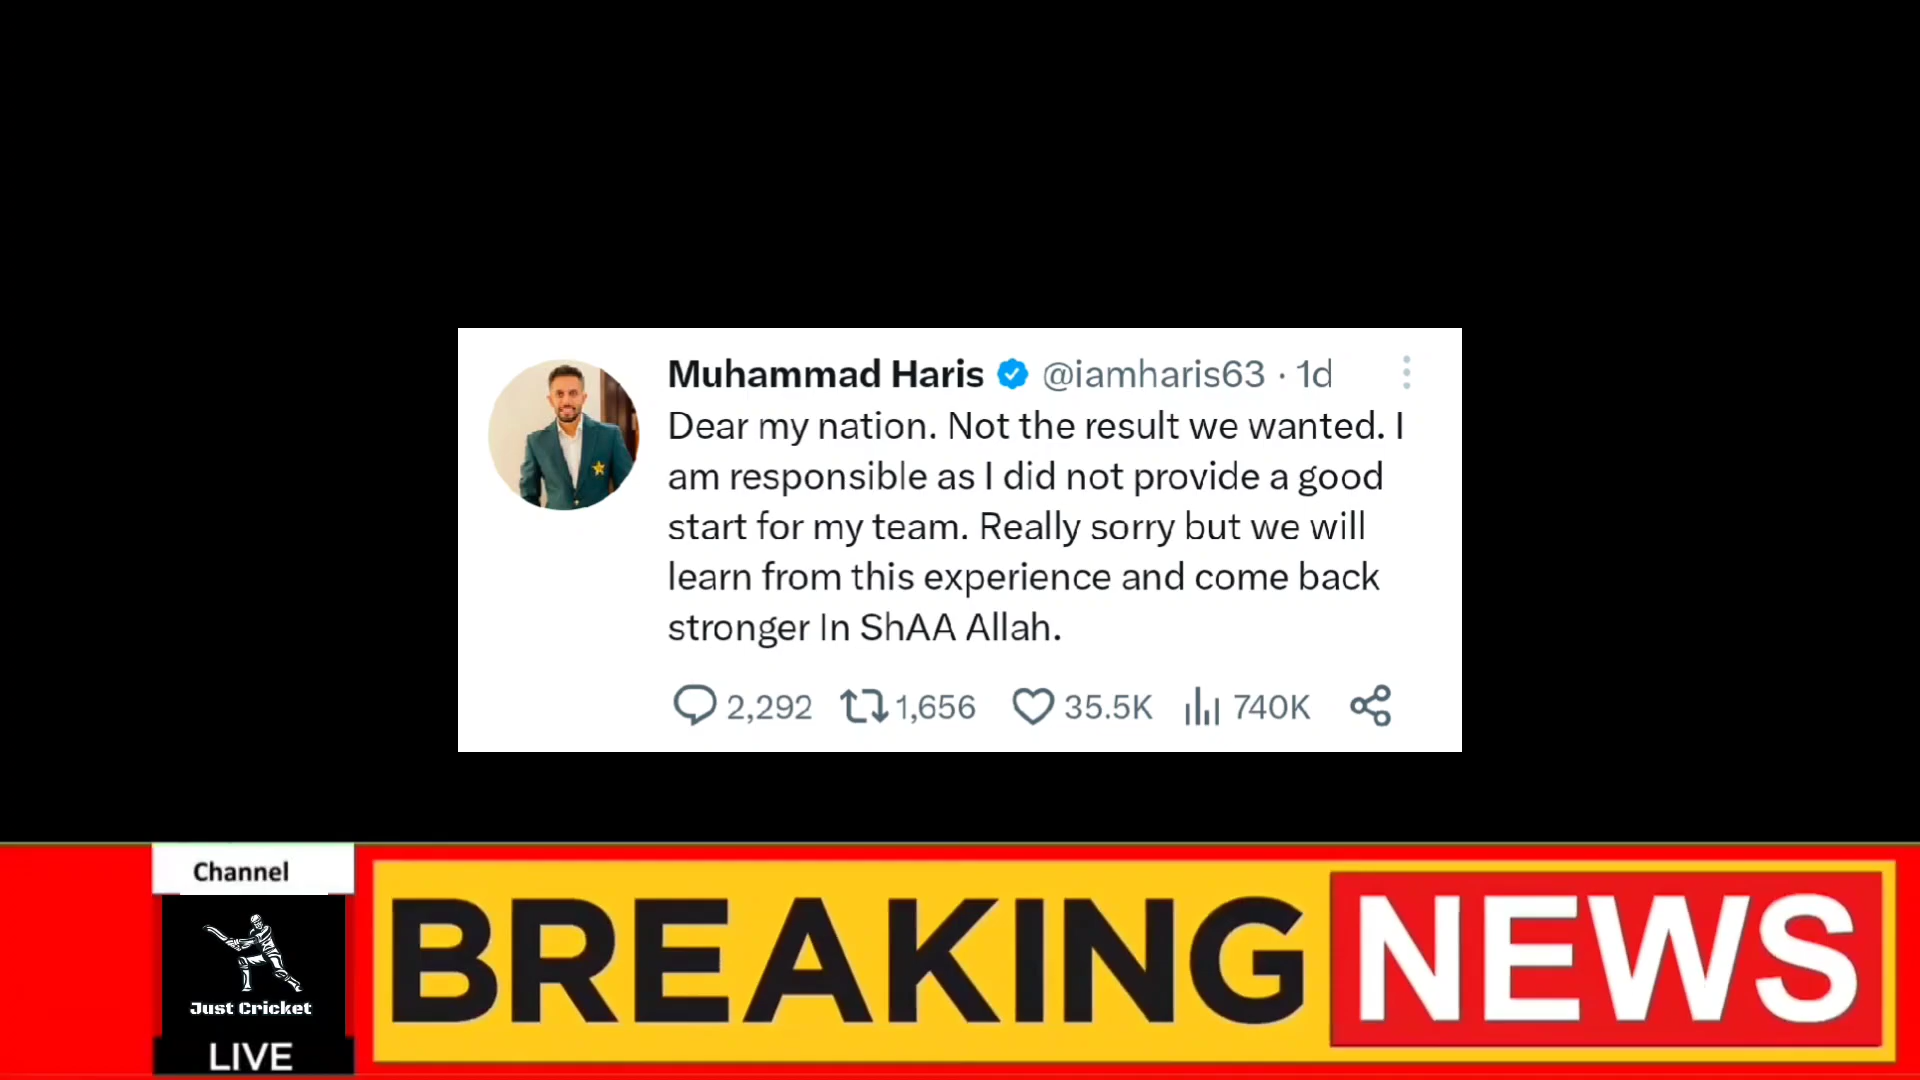 Muhammad Haris @iamharis63 · 1d
Dear my nation. Not the result we wanted. I
am responsible as I did not provide a good
start for my team. Really sorry but we will
learn from this experience and come back
stronger In ShAA Allah.
2,292 1,656 35.5K 740K
Channel
Just Cricket
LIVE
BREAKING NEWS